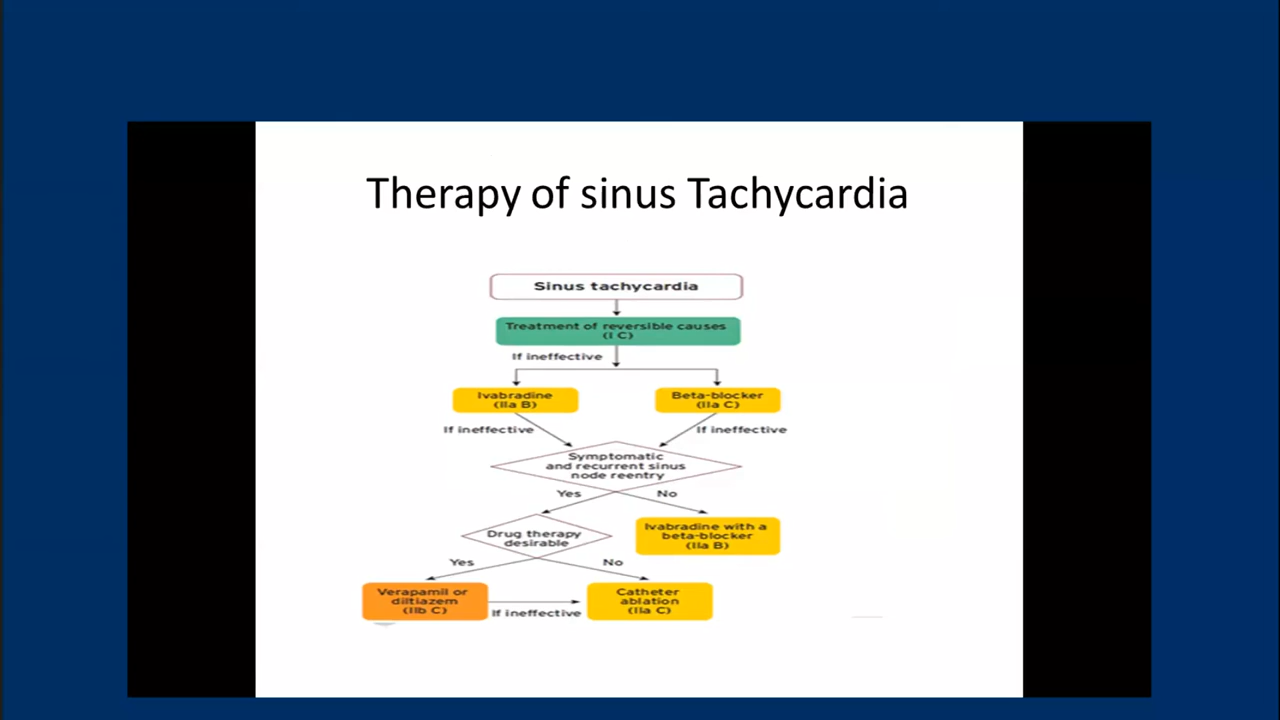 Therapy of sinus Tachycardia
Sinus tachycardia
Treatment of reversible causes
(I C)
If ineffective
Ivabradine
(IIa B)
Beta-blocker
(IIa C)
If ineffective
If ineffective
Symptomatic
and recurrent sinus
node reentry
Yes
No
Drug therapy
desirable
Ivabradine with a
beta-blocker
(IIa B)
Yes
No
Verapamil or
diltiazem
(IIb C)
If ineffective
Catheter
ablation
(IIa C)